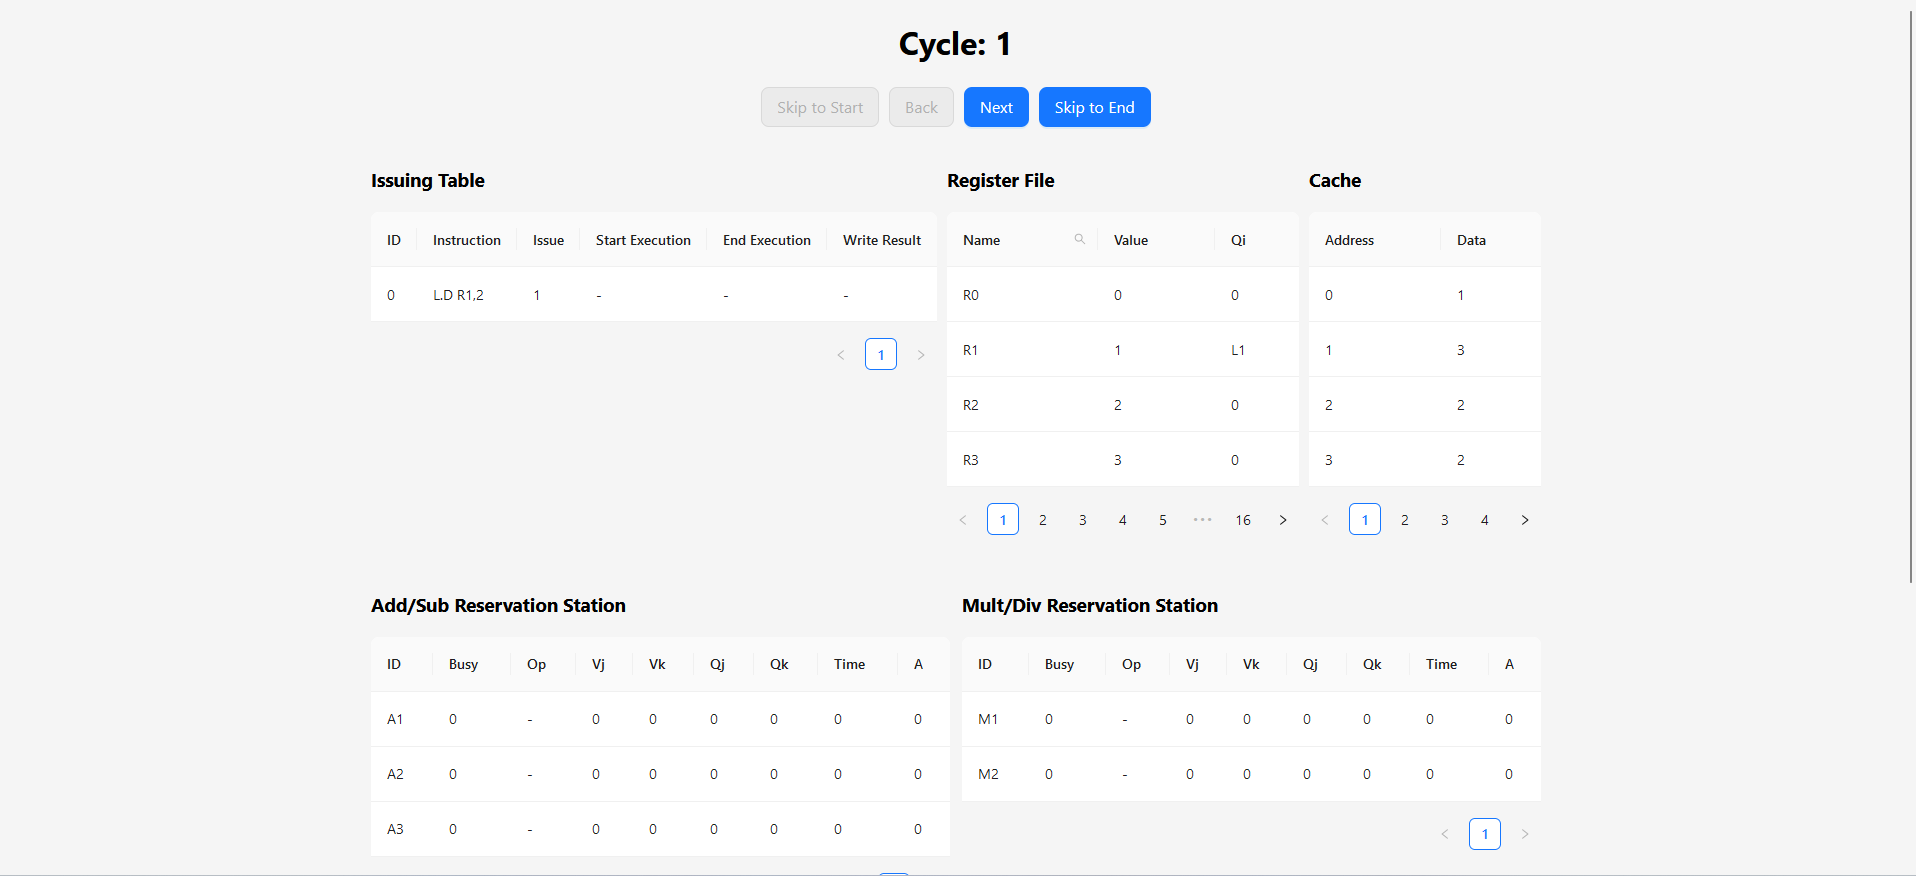 Cycle: 1
Skip to Start Back Next Skip to End
Issuing Table
ID Instruction Issue Start Execution End Execution Write Result
0 L.D R1,2 1 - - -
< 1 >
Register File
Name Value Qi
R0 0 0
R1 1 L1
R2 2 0
R3 3 0
< 1 2 3 4 5 ••• 16 >
Cache
Address Data
0 1
1 3
2 2
3 2
< 1 2 3 4 >
Add/Sub Reservation Station
ID Busy Op Vj Vk Qj Qk Time A
A1 0 - 0 0 0 0 0 0
A2 0 - 0 0 0 0 0 0
A3 0 - 0 0 0 0 0 0
Mult/Div Reservation Station
ID Busy Op Vj Vk Qj Qk Time A
M1 0 - 0 0 0 0 0 0
M2 0 - 0 0 0 0 0 0
< 1 >